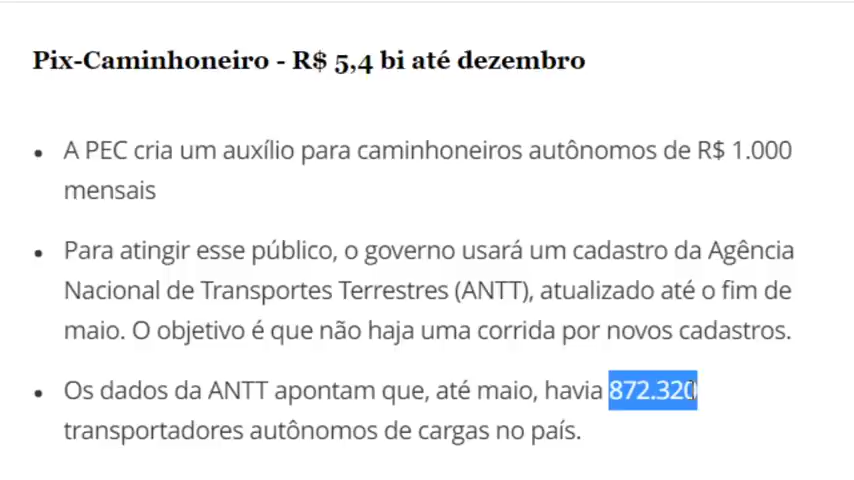 Pix-Caminhoneiro - R$ 5,4 bi até dezembro
• A PEC cria um auxílio para caminhoneiros autônomos de R$ 1.000
mensais
• Para atingir esse público, o governo usará um cadastro da Agência
Nacional de Transportes Terrestres (ANTT), atualizado até o fim de
maio. O objetivo é que não haja uma corrida por novos cadastros.
• Os dados da ANTT apontam que, até maio, havia 872.320
transportadores autônomos de cargas no país.